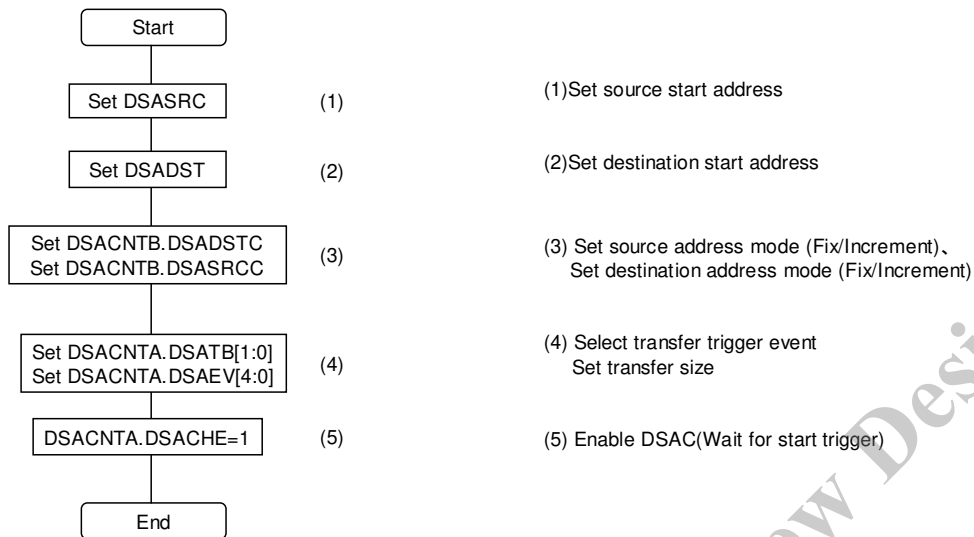 Start
Set DSASRC
(1)
(1)Set source start address
Set DSADST
(2)
(2)Set destination start address
Set DSACNTB.DSADSTC
Set DSACNTB.DSASRCC
(3)
(3) Set source address mode (Fix/Increment)、
Set destination address mode (Fix/Increment)
Set DSACNTA.DSATB[1:0]
Set DSACNTA.DSAEV[4:0]
(4)
(4) Select transfer trigger event
Set transfer size
DSACNTA.DSACHE=1
(5)
(5) Enable DSAC(Wait for start trigger)
End